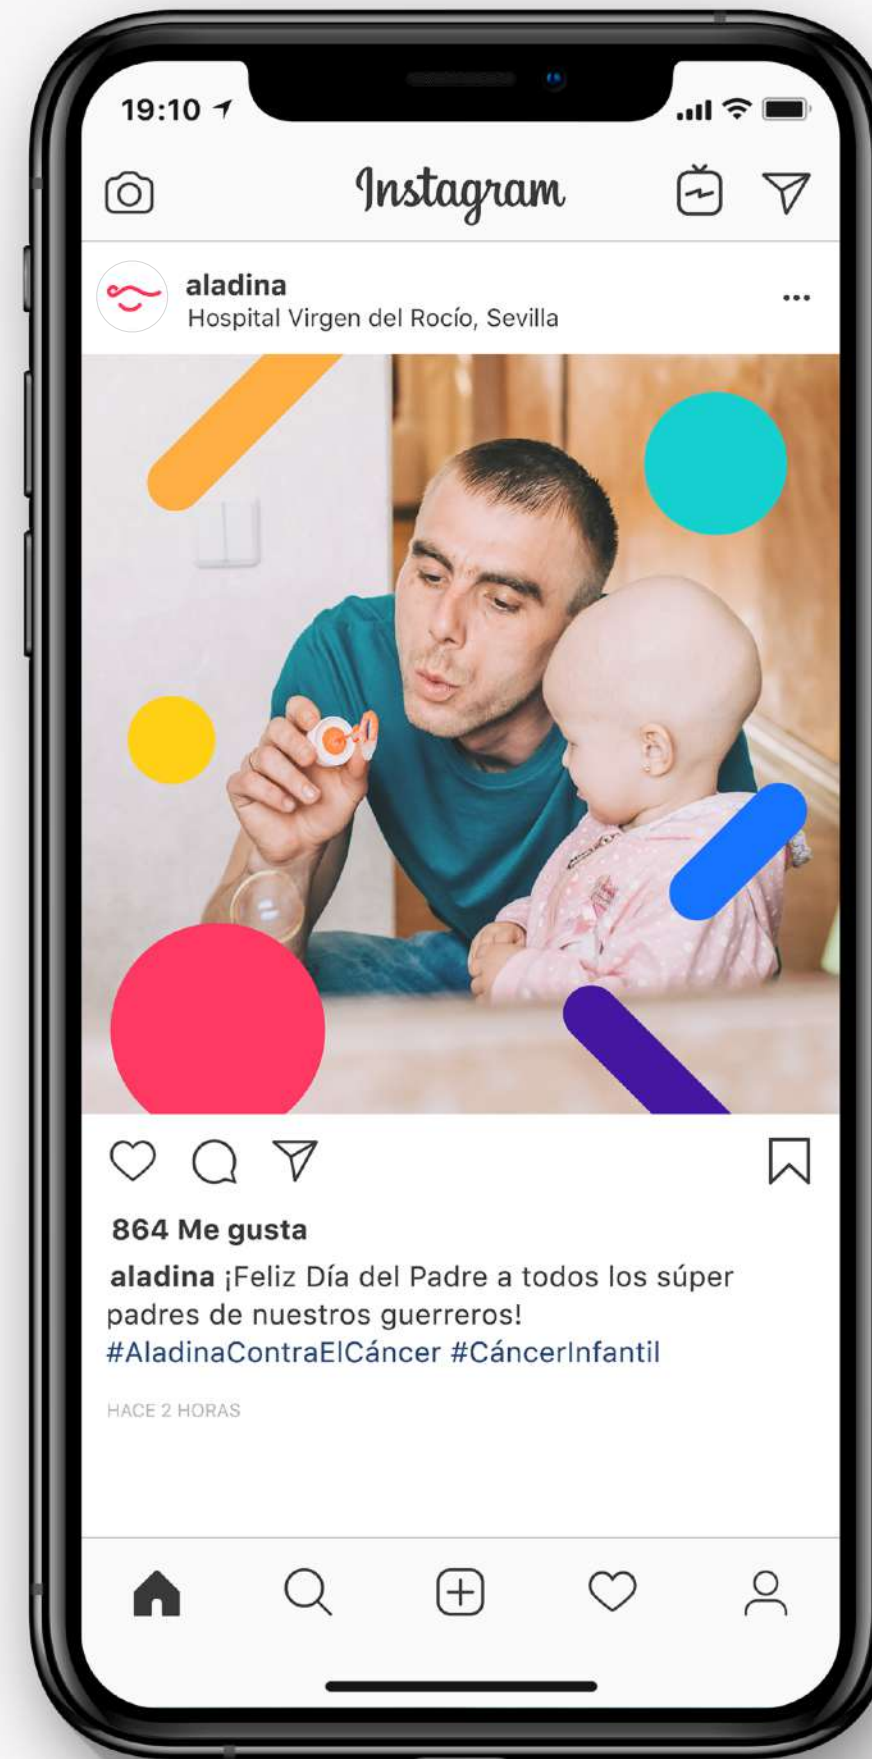 19:10
Instagram
aladina
Hospital Virgen del Rocío, Sevilla
864 Me gusta
aladina ¡Feliz Día del Padre a todos los súper
padres de nuestros guerreros!
#AladinaContraElCáncer #CáncerInfantil
HACE 2 HORAS